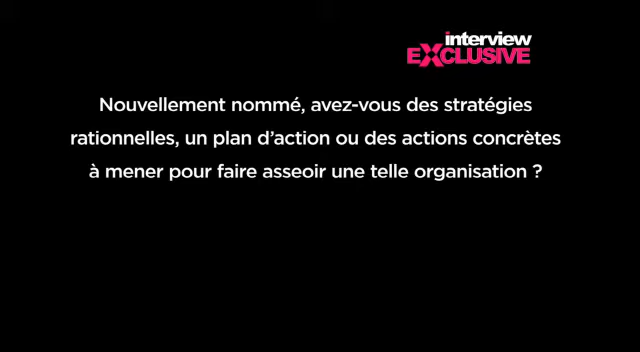 interview
EXCLUSIVE
Nouvellement nommé, avez-vous des stratégies
rationnelles, un plan d’action ou des actions concrètes
à mener pour faire asseoir une telle organisation ?